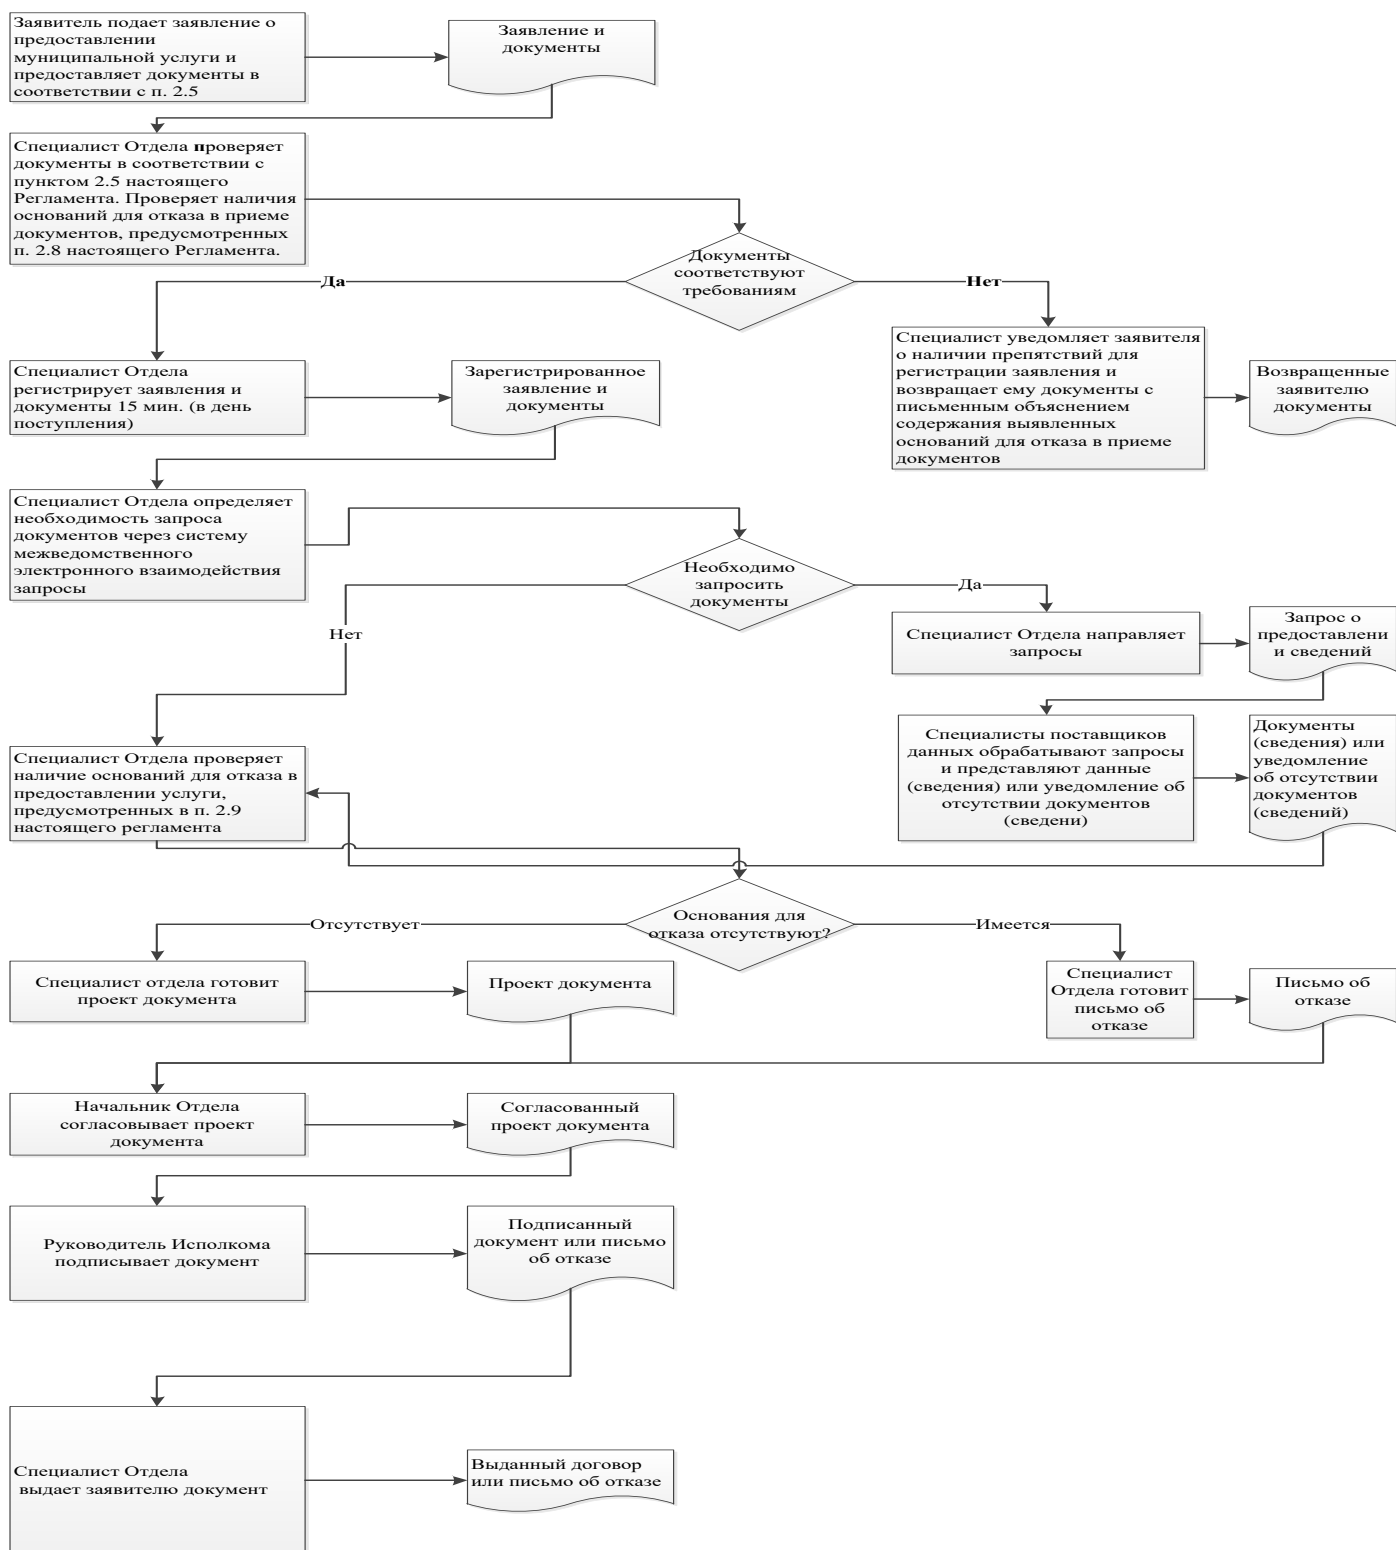 Заявитель подает заявление о
предоставлении
муниципальной услуги и
предоставляет документы в
соответствии с п. 2.5
Заявление и
документы
Специалист Отдела проверяет
документы в соответствии с
пунктом 2.5 настоящего
Регламента. Проверяет наличия
оснований для отказа в приеме
документов, предусмотренных
п. 2.8 настоящего Регламента.
Документы
соответствуют
требованиям
Да
Нет
Специалист уведомляет заявителя
о наличии препятствий для
регистрации заявления и
возвращает ему документы с
письменным объяснением
содержания выявленных
оснований для отказа в приеме
документов
Возвращенные
заявителю
документы
Специалист Отдела
регистрирует заявления и
документы 15 мин. (в день
поступления)
Зарегистрированное
заявление и
документы
Специалист Отдела определяет
необходимость запроса
документов через систему
межведомственного
электронного взаимодействия
запросы
Необходимо
запросить
документы
Да
Нет
Специалист Отдела направляет
запросы
Запрос о
предоставлени
и сведений
Специалисты поставщиков
данных обрабатывают запросы
и представляют данные
(сведения) или уведомление об
отсутствии документов
(сведени)
Документы
(сведения) или
уведомление
об отсутствии
документов
(сведений)
Специалист Отдела проверяет
наличие оснований для отказа в
предоставлении услуги,
предусмотренных в п. 2.9
настоящего регламента
Основания для
отказа отсутствуют?
Отсутствует
Имеется
Специалист отдела готовит
проект документа
Проект документа
Специалист
Отдела готовит
письмо об
отказе
Письмо об
отказе
Начальник Отдела
согласовывает проект
документа
Согласованный
проект документа
Руководитель Исполкома
подписывает документ
Подписанный
документ или письмо
об отказе
Специалист Отдела
выдает заявителю документ
Выданный договор
или письмо об отказе